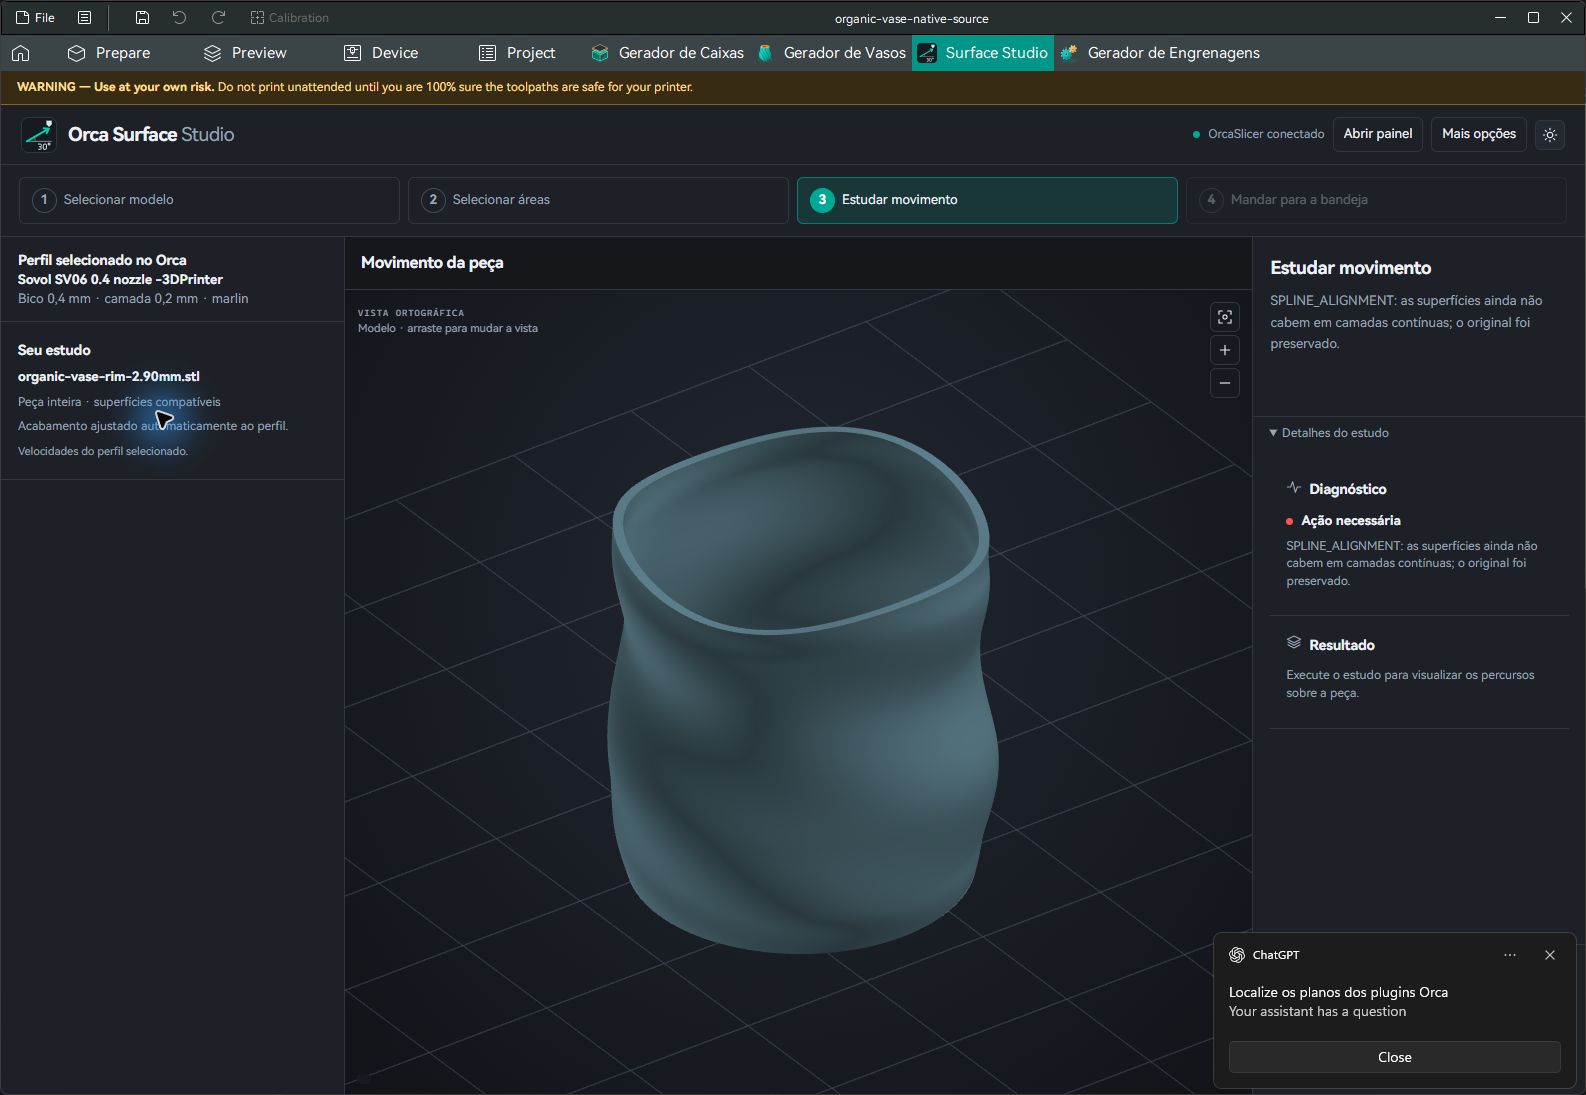 File
Calibration
organic-vase-native-source
Prepare
Preview
Device
Project
Gerador de Caixas
Gerador de Vasos
Surface Studio
Gerador de Engrenagens
WARNING — Use at your own risk. Do not print unattended until you are 100% sure the toolpaths are safe for your printer.
30°
Orca Surface Studio
OrcaSlicer conectado
Abrir painel
Mais opções
1 Selecionar modelo
2 Selecionar áreas
3 Estudar movimento
4 Mandar para a bandeja
Perfil selecionado no Orca
Sovol SV06 0.4 nozzle -3DPrinter
Bico 0,4 mm · camada 0,2 mm · marlin
Seu estudo
organic-vase-rim-2.90mm.stl
Peça inteira · superfícies compatíveis
Acabamento ajustado automaticamente ao perfil.
Velocidades do perfil selecionado.
Movimento da peça
VISTA ORTOGRÁFICA
Modelo · arraste para mudar a vista
Estudar movimento
SPLINE_ALIGNMENT: as superfícies ainda não
cabem em camadas contínuas; o original foi
preservado.
Detalhes do estudo
Diagnóstico
Ação necessária
SPLINE_ALIGNMENT: as superfícies ainda não
cabem em camadas contínuas; o original foi
preservado.
Resultado
Execute o estudo para visualizar os percursos
sobre a peça.
ChatGPT
Localize os planos dos plugins Orca
Your assistant has a question
Close